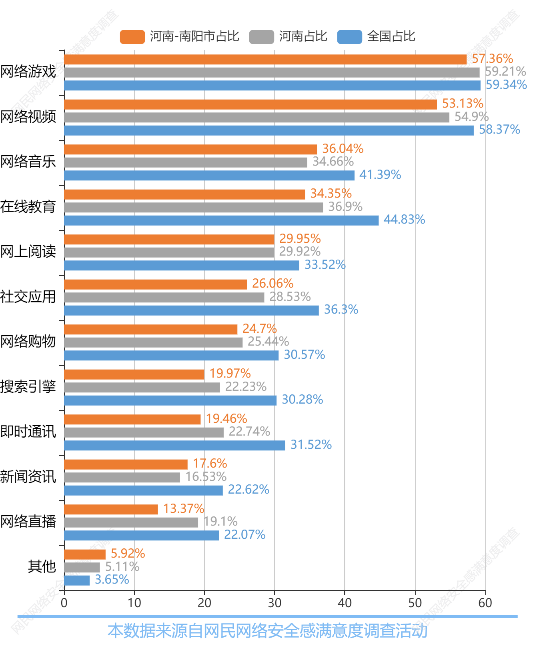 河南-南阳市占比 河南占比 全国占比
网络游戏 57.36% 59.21% 59.34%
网络视频 53.13% 54.9% 58.37%
网络音乐 36.04% 34.66% 41.39%
在线教育 34.35% 36.9% 44.83%
网上阅读 29.95% 29.92% 33.52%
社交应用 26.06% 28.53% 36.3%
网络购物 24.7% 25.44% 30.57%
搜索引擎 19.97% 22.23% 30.28%
即时通讯 19.46% 22.74% 31.52%
新闻资讯 17.6% 16.53% 22.62%
网络直播 13.37% 19.1% 22.07%
其他 5.92% 5.11% 3.65%
0 10 20 30 40 50 60
本数据来源自网民网络安全感满意度调查活动